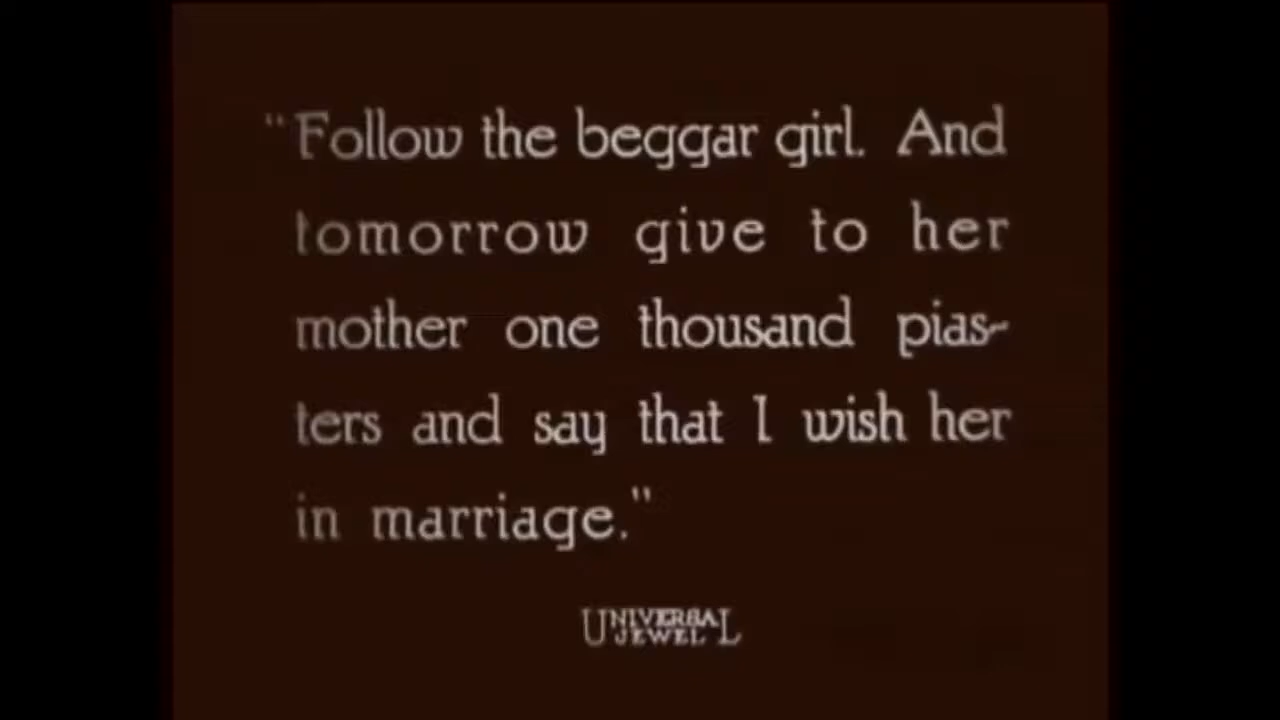 "Follow the beggar girl. And
tomorrow give to her
mother one thousand pias-
ters and say that I wish her
in marriage."
UNIVERSAL
JEWEL